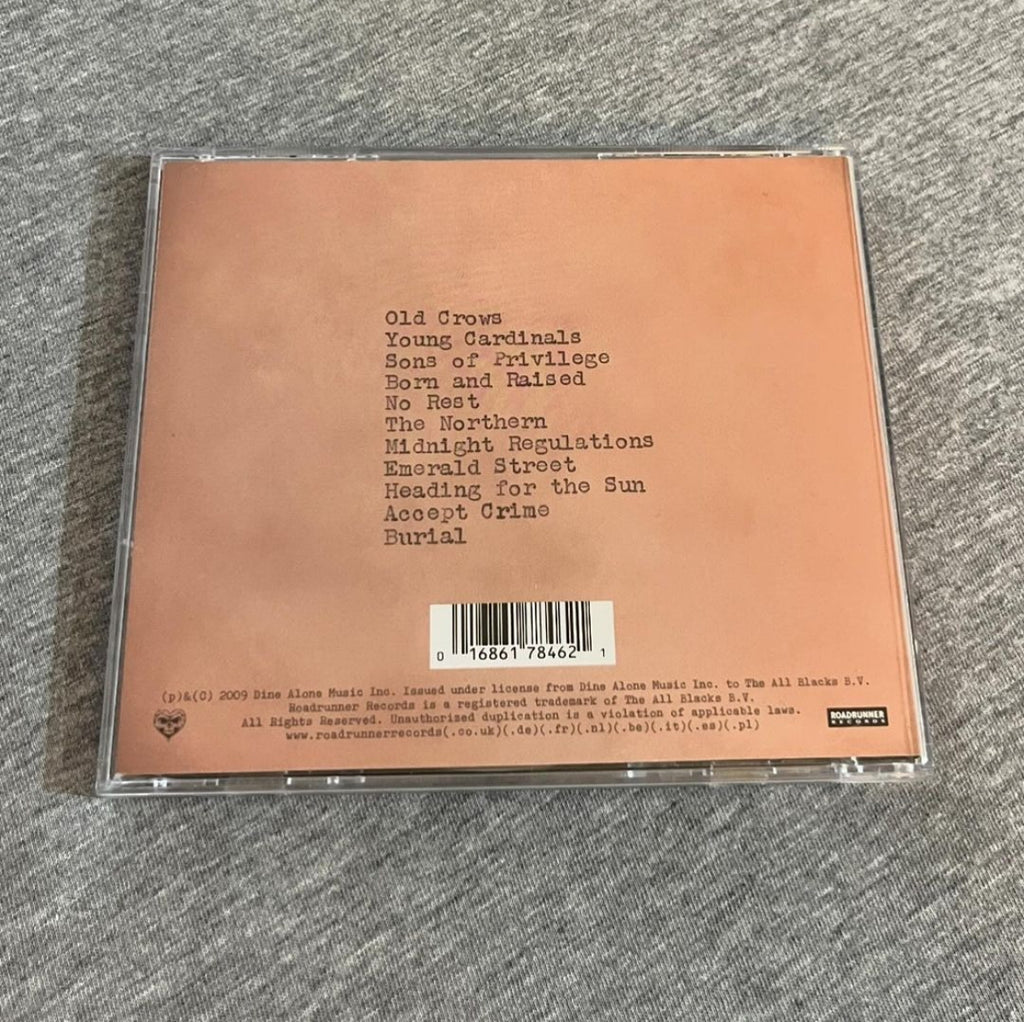 Old Crows
Young Cardinals
Sons of Privilege
Born and Raised
No Rest
The Northern
Midnight Regulations
Emerald Street
Heading for the Sun
Accept Crime
Burial
0 16861 78462 1
(p)&(C) 2009 Dine Alone Music Inc. Issued under license from Dine Alone Music Inc. to The All Blacks B.V.
Roadrunner Records is a registered trademark of The All Blacks B.V.
All Rights Reserved. Unauthorized duplication is a violation of applicable laws.
www.roadrunnerrecords(.co.uk)(.de)(.fr)(.nl)(.be)(.it)(.es)(.pl)
ROADRUNNER
RECORDS